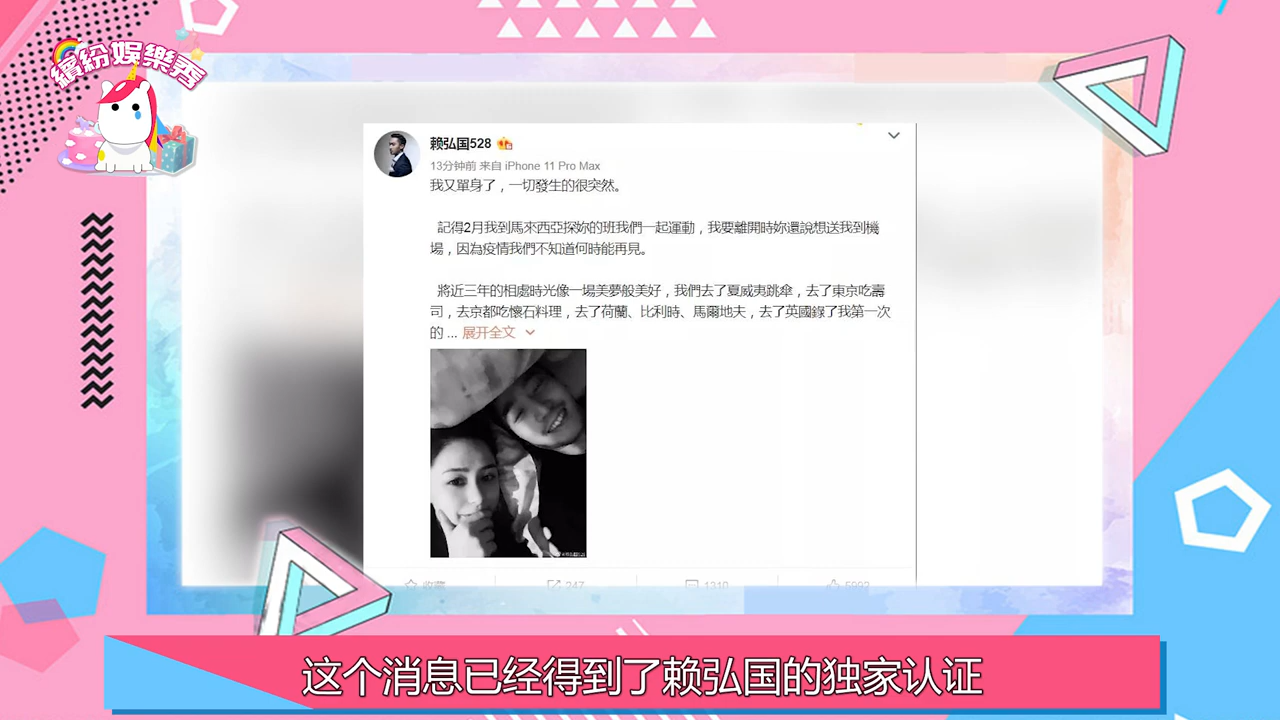 繽紛娛樂秀
赖弘国528
13分钟前 来自 iPhone 11 Pro Max
我又單身了，一切發生的很突然。
記得2月我到馬來西亞探妳的班我們一起運動，我要離開時妳還說想送我到機
場，因為疫情我們不知道何時能再見。
將近三年的相處時光像一場美夢般美好，我們去了夏威夷跳傘，去了東京吃壽
司，去京都吃懷石料理，去了荷蘭、比利時、馬爾地夫，去了英國錄了我第一次
的 ... 展开全文
收藏 247 1310 5992
这个消息已经得到了赖弘国的独家认证